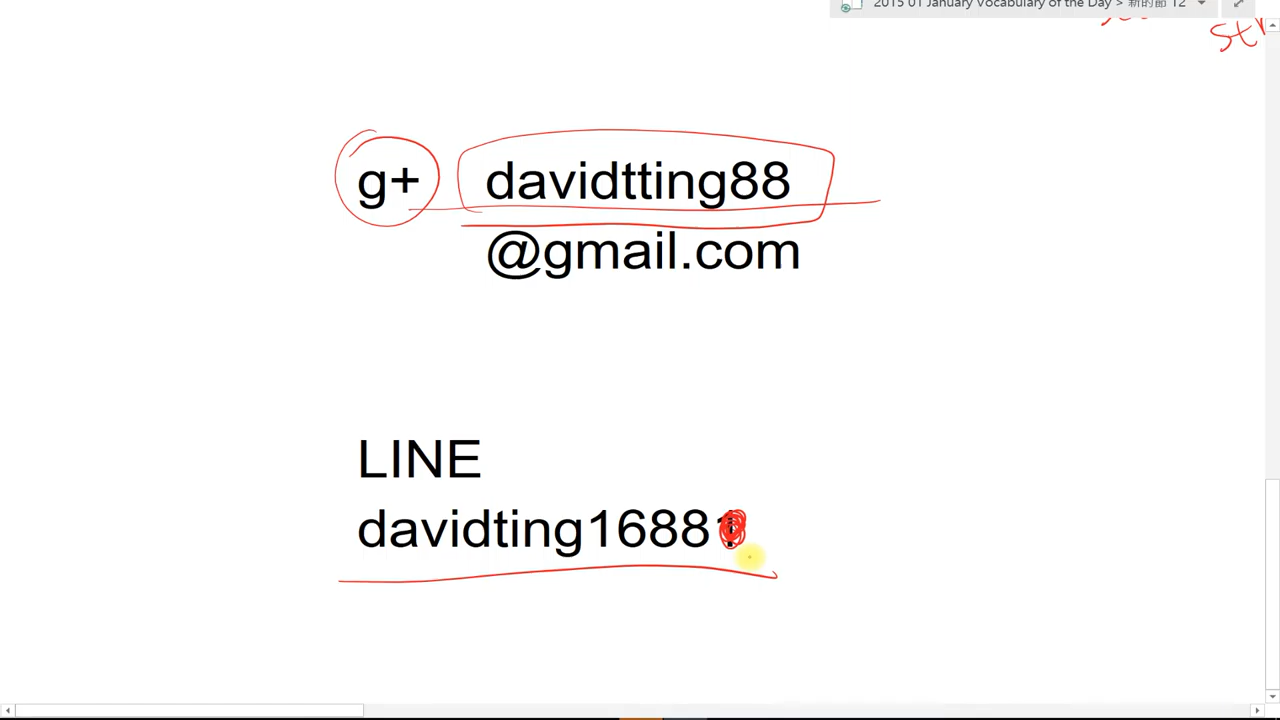 2015 01 January Vocabulary of the Day > 新的節 12
g+ davidtting88
@gmail.com
LINE
davidting1688